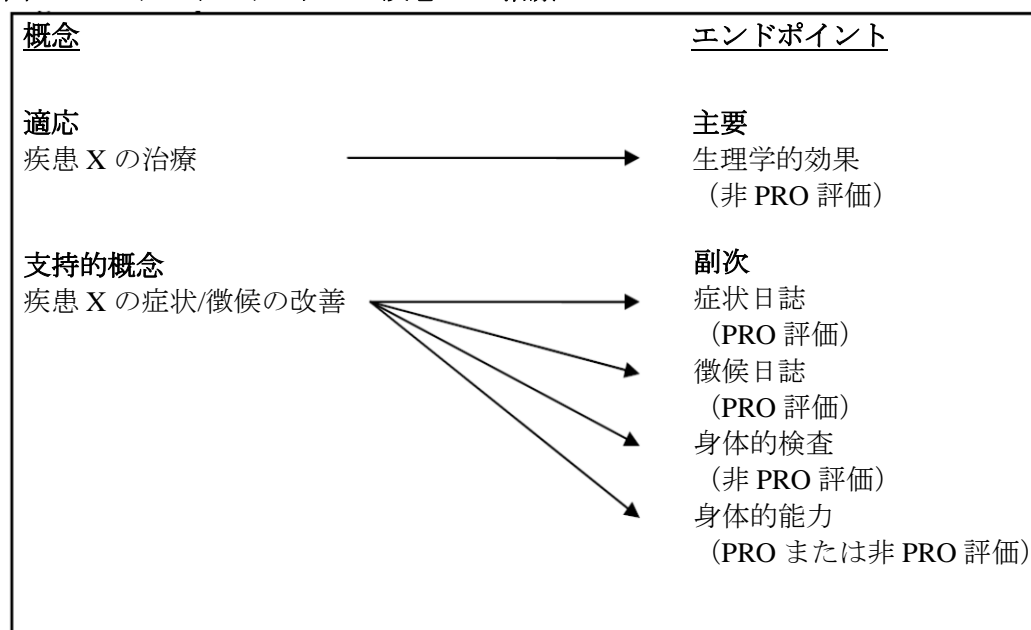 概念
エンドポイント
適応
主要
疾患 X の治療
生理学的効果
（非 PRO 評価）
支持的概念
副次
疾患 X の症状/徴候の改善
症状日誌
（PRO 評価）
徴候日誌
（PRO 評価）
身体的検査
（非 PRO 評価）
身体的能力
（PRO または非 PRO 評価）